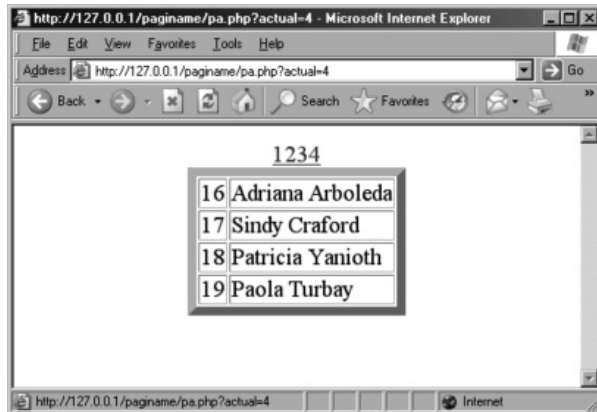 http://127.0.0.1/paginame/pa.php?actual=4 - Microsoft Internet Explorer
File Edit View Favorites Tools Help
Address http://127.0.0.1/paginame/pa.php?actual=4 Go
Back Search Favorites »
1234
16 Adriana Arboleda
17 Sindy Craford
18 Patricia Yanioth
19 Paola Turbay
http://127.0.0.1/paginame/pa.php?actual=4 Internet